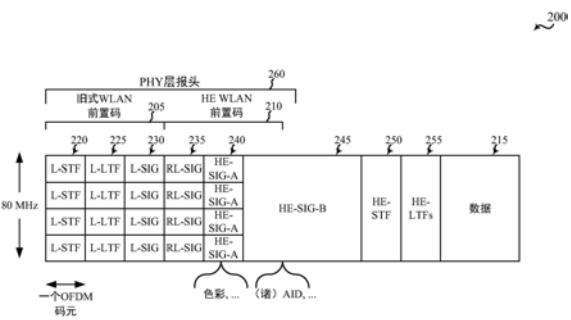 200
PHY层报头
260
旧式WLAN
前置码
205
HE WLAN
前置码
210
220
225
230
235
240
245
250
255
215
80 MHz
L-STF L-LTF L-SIG RL-SIG HE-SIG-A
L-STF L-LTF L-SIG RL-SIG HE-SIG-A
L-STF L-LTF L-SIG RL-SIG HE-SIG-A
L-STF L-LTF L-SIG RL-SIG HE-SIG-A
HE-SIG-B
HE-
STF
HE-
LTFs
数据
一个OFDM
码元
色彩, ...
（诸）AID, ...